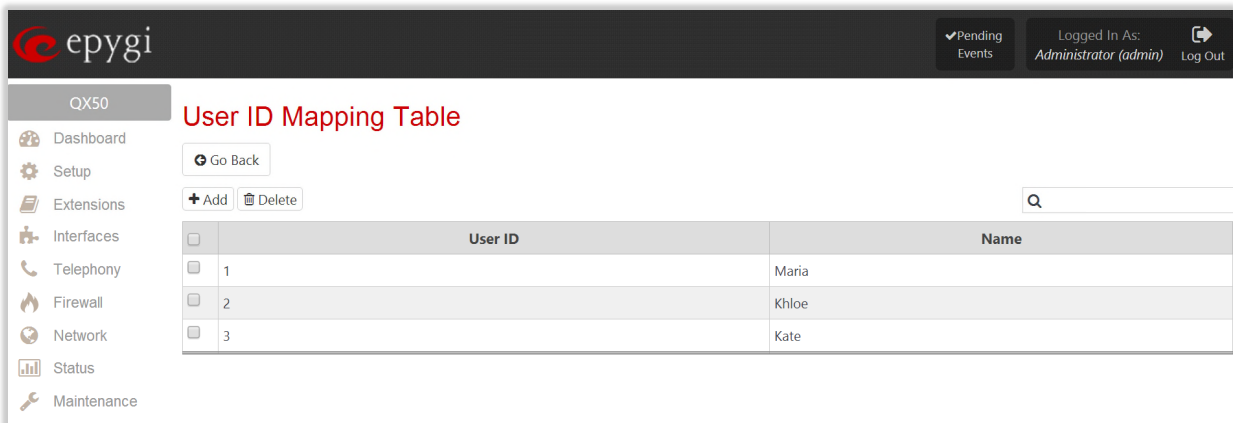 epygi
Pending Events
Logged In As:
Administrator (admin)
Log Out
QX50
Dashboard
Setup
Extensions
Interfaces
Telephony
Firewall
Network
Status
Maintenance
User ID Mapping Table
Go Back
Add Delete
User ID Name
1 Maria
2 Khloe
3 Kate